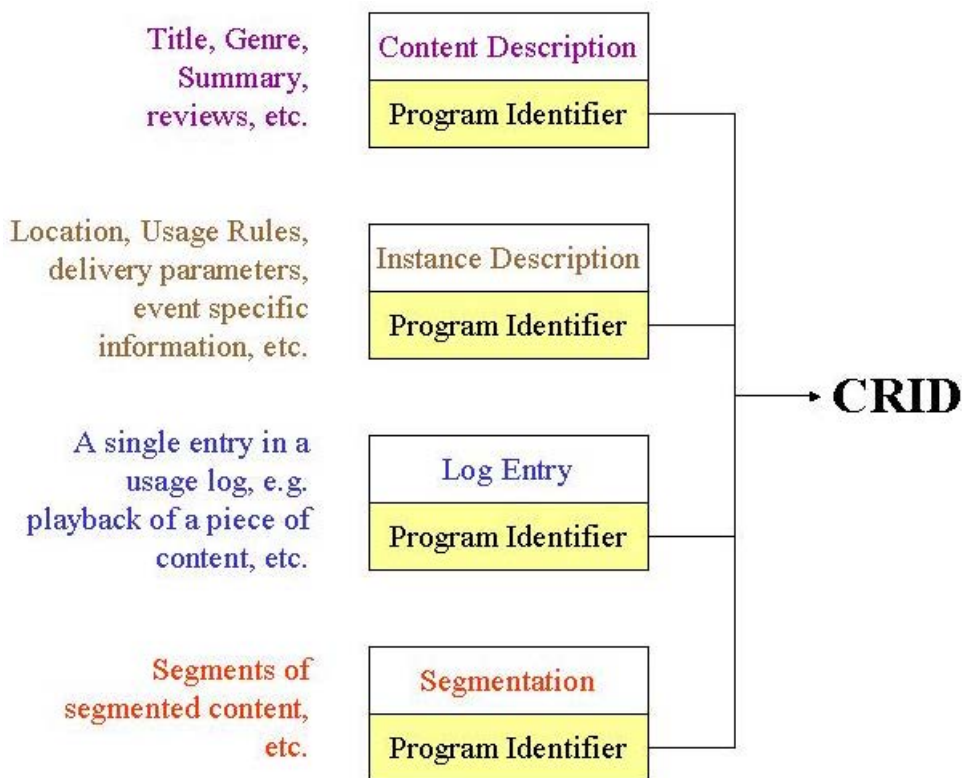 Title, Genre,
Summary,
reviews, etc.
Content Description
Program Identifier
Location, Usage Rules,
delivery parameters,
event specific
information, etc.
Instance Description
Program Identifier
CRID
A single entry in a
usage log, e.g.
playback of a piece of
content, etc.
Log Entry
Program Identifier
Segments of
segmented content,
etc.
Segmentation
Program Identifier